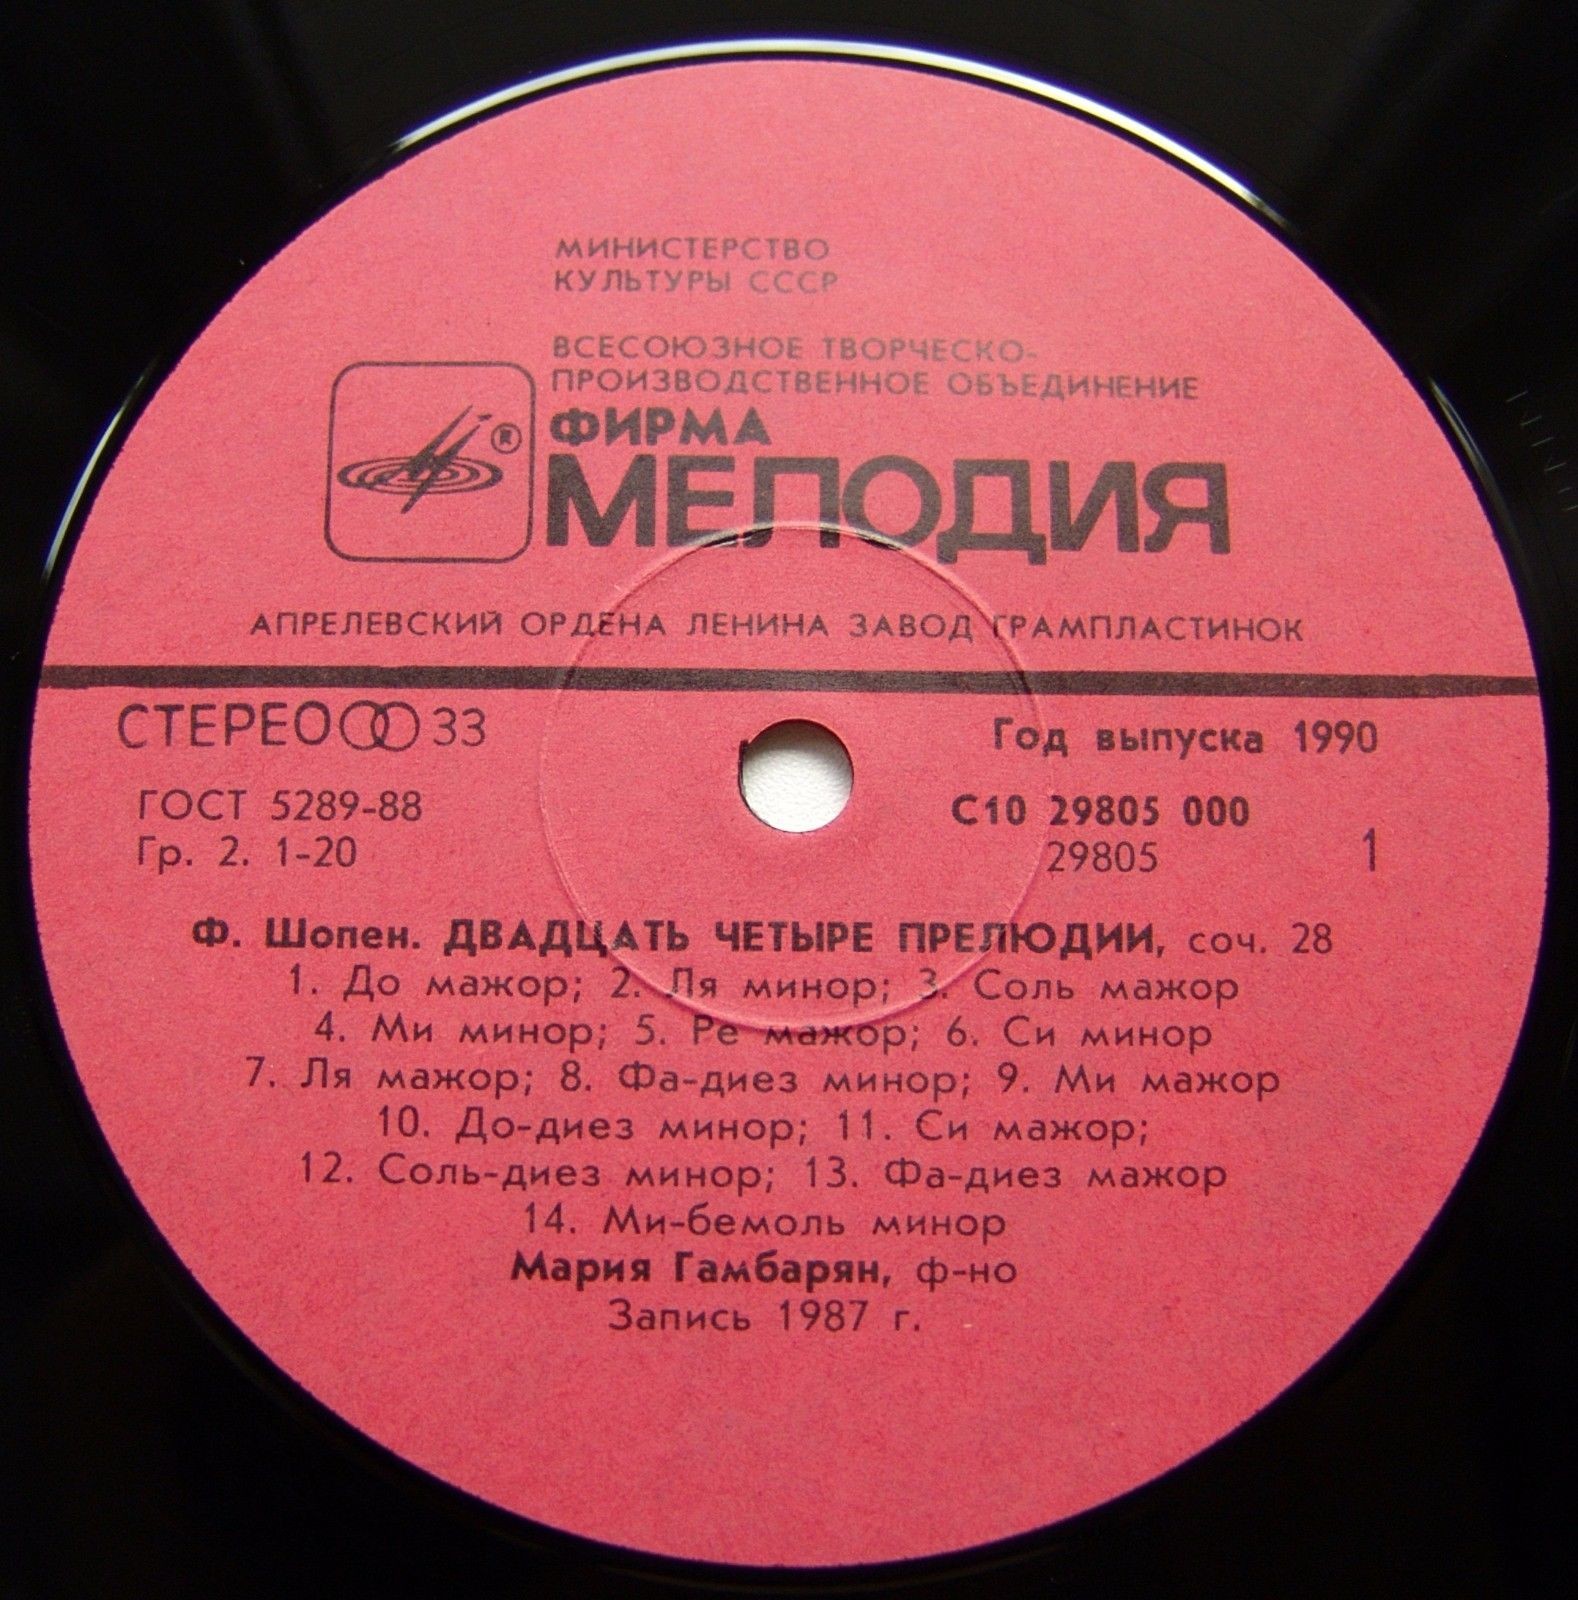 МИНИСТЕРСТВО
КУЛЬТУРЫ СССР
ВСЕСОЮЗНОЕ ТВОРЧЕСКО-
ПРОИЗВОДСТВЕННОЕ ОБЪЕДИНЕНИЕ
®
ФИРМА
МЕЛОДИЯ
АПРЕЛЕВСКИЙ ОРДЕНА ЛЕНИНА ЗАВОД ГРАМПЛАСТИНОК
СТЕРЕО 33
Год выпуска 1990
ГОСТ 5289-88
С10 29805 000
Гр. 2. 1-20
29805 1
Ф. Шопен. ДВАДЦАТЬ ЧЕТЫРЕ ПРЕЛЮДИИ, соч. 28
1. До мажор; 2. Ля минор; 3. Соль мажор
4. Ми минор; 5. Ре мажор; 6. Си минор
7. Ля мажор; 8. Фа-диез минор; 9. Ми мажор
10. До-диез минор; 11. Си мажор;
12. Соль-диез минор; 13. Фа-диез мажор
14. Ми-бемоль минор
Мария Гамбарян, ф-но
Запись 1987 г.